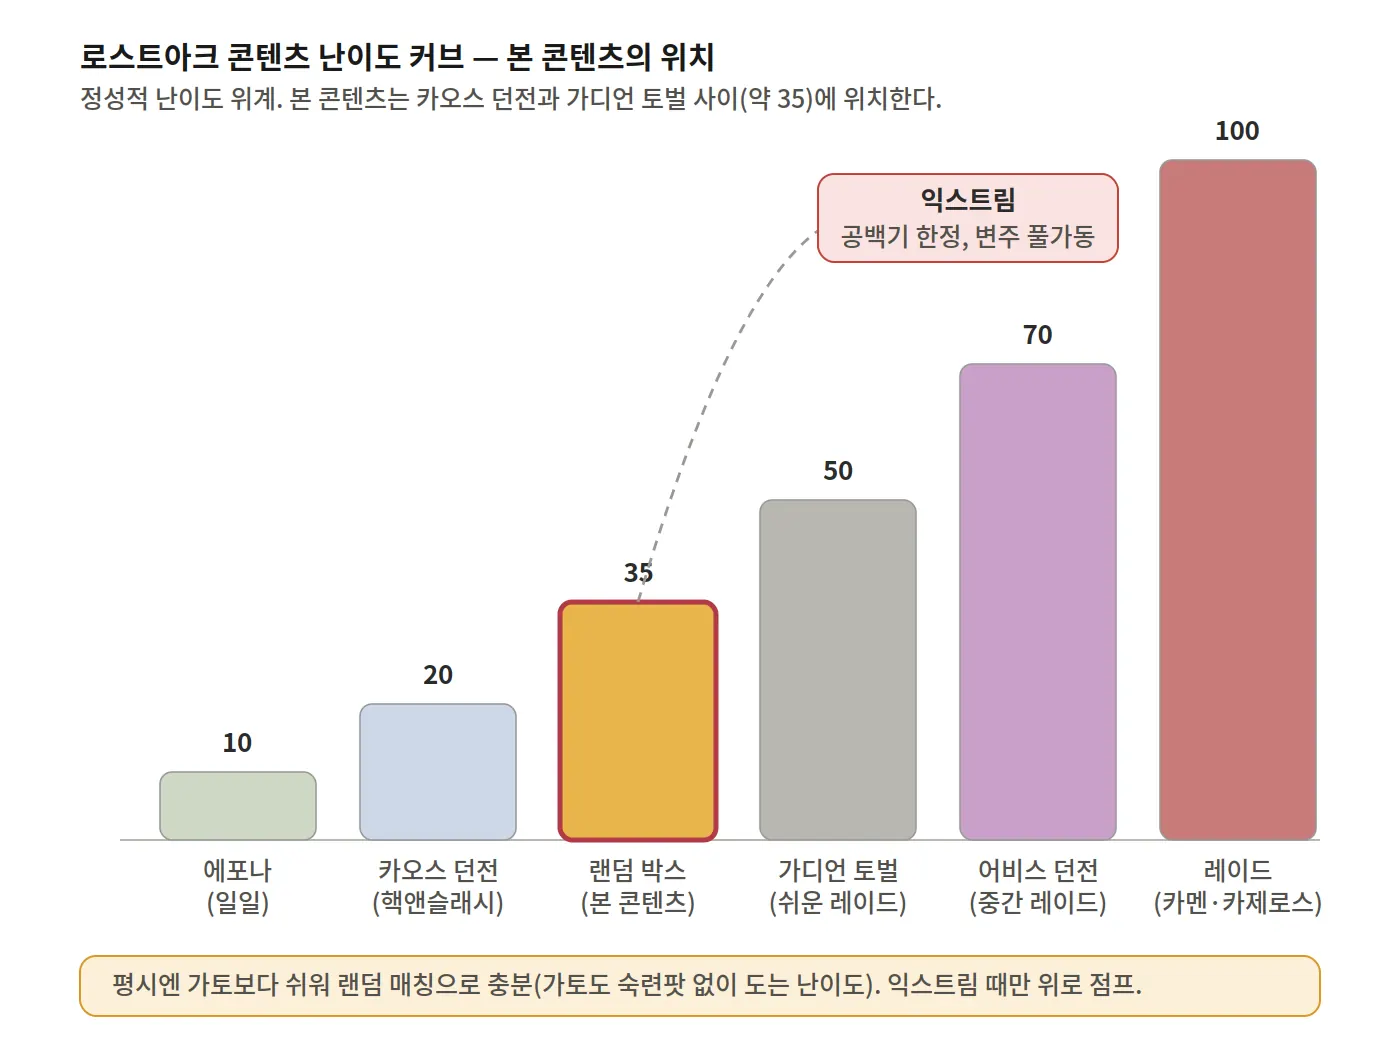 로스트아크 콘텐츠 난이도 커브 — 본 콘텐츠의 위치
정성적 난이도 위계. 본 콘텐츠는 카오스 던전과 가디언 토벌 사이(약 35)에 위치한다.
100
익스트림
공백기 한정, 변주 풀가동
70
50
35
20
10
에포나
(일일)
카오스 던전
(핵앤슬래시)
랜덤 박스
(본 콘텐츠)
가디언 토벌
(쉬운 레이드)
어비스 던전
(중간 레이드)
레이드
(카멘·카제로스)
평시엔 가토보다 쉬워 랜덤 매칭으로 충분(가토도 숙련팟 없이 도는 난이도). 익스트림 때만 위로 점프.